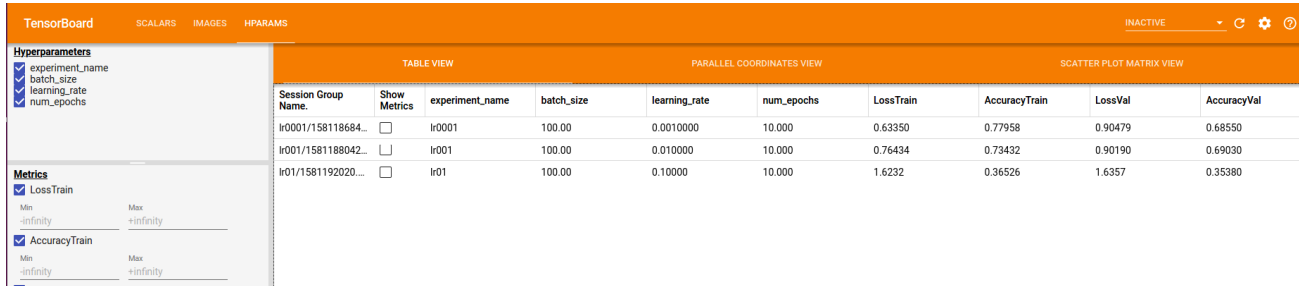 TensorBoard SCALARS IMAGES HPARAMS INACTIVE
Hyperparameters
experiment_name
batch_size
learning_rate
num_epochs
Metrics
LossTrain
Min Max
-infinity +infinity
AccuracyTrain
Min Max
-infinity +infinity
TABLE VIEW PARALLEL COORDINATES VIEW SCATTER PLOT MATRIX VIEW
Session Group Name. Show Metrics experiment_name batch_size learning_rate num_epochs LossTrain AccuracyTrain LossVal AccuracyVal
lr0001/158118684... lr0001 100.00 0.0010000 10.000 0.63350 0.77958 0.90479 0.68550
lr001/1581188042... lr001 100.00 0.010000 10.000 0.76434 0.73432 0.90190 0.69030
lr01/1581192020.... lr01 100.00 0.10000 10.000 1.6232 0.36526 1.6357 0.35380